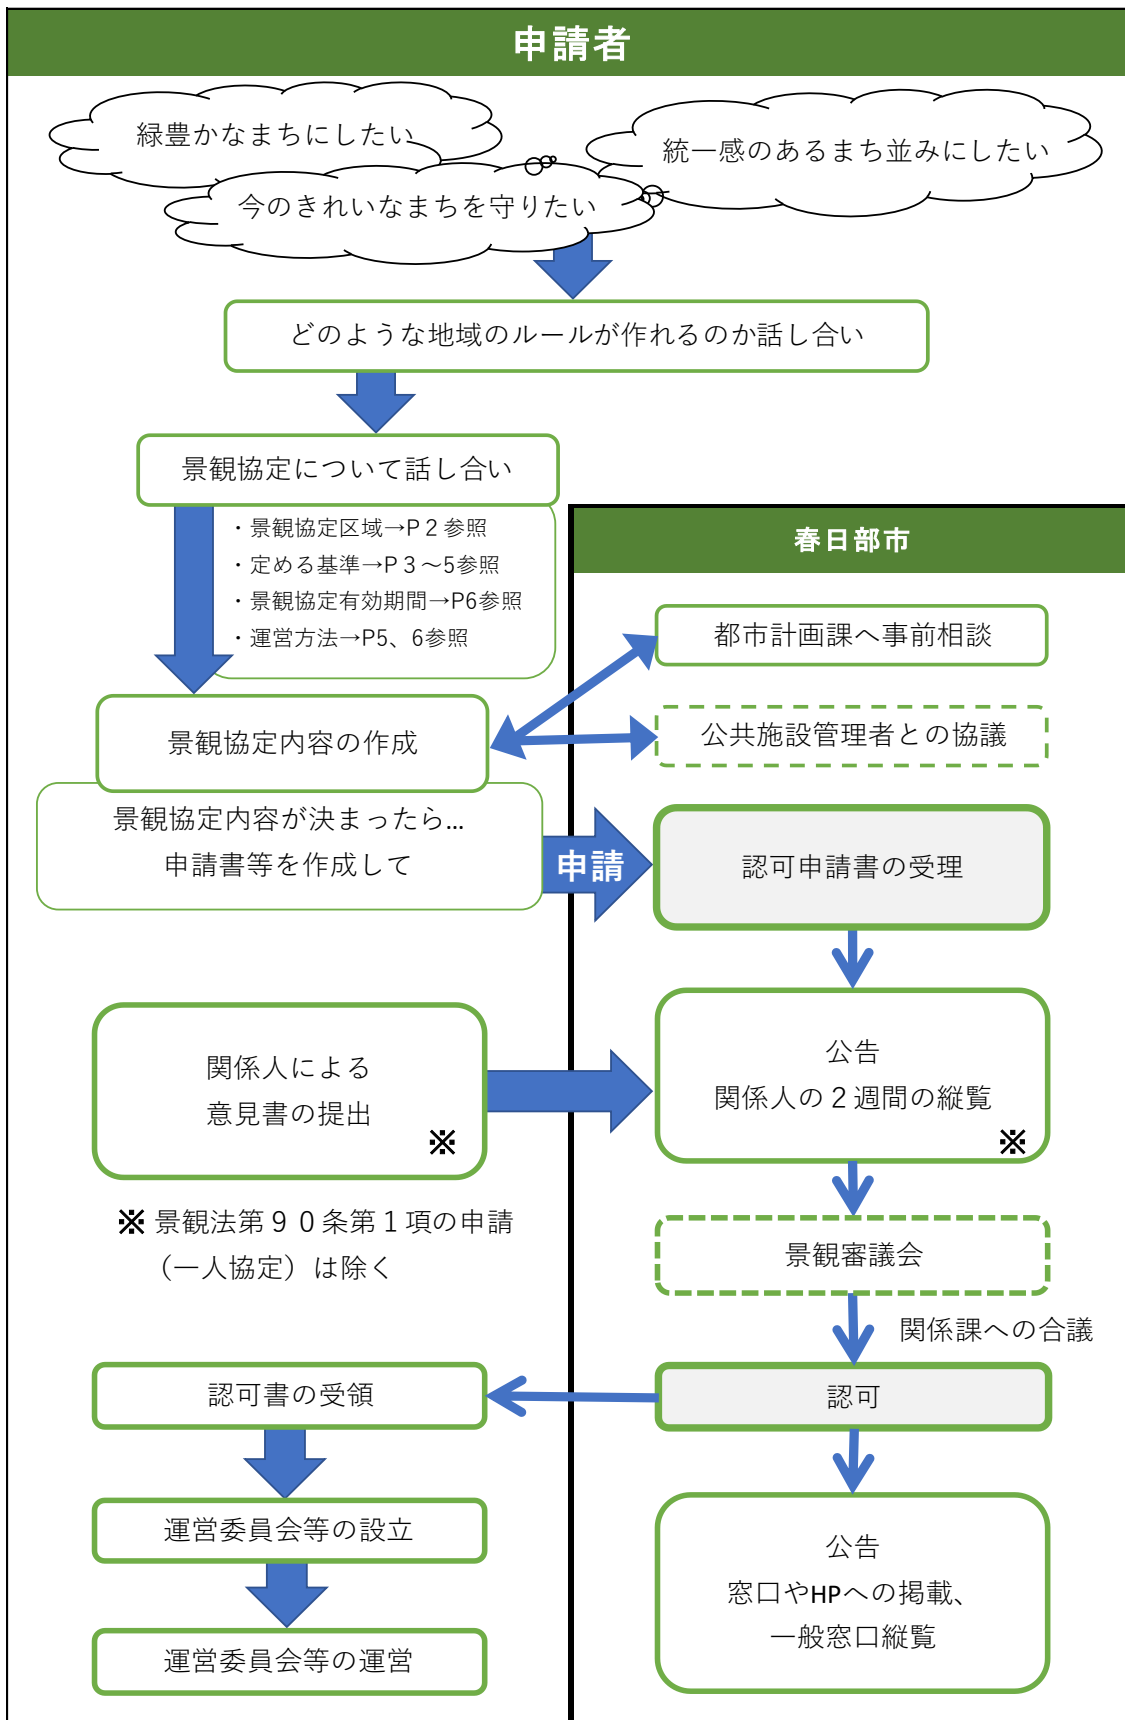 申請者
緑豊かなまちにしたい
統一感のあるまち並みにしたい
今のきれいなまちを守りたい
どのような地域のルールが作れるのか話し合い
景観協定について話し合い
・景観協定区域→P２参照
・定める基準→P３～5参照
・景観協定有効期間→P6参照
・運営方法→P5、6参照
春日部市
都市計画課へ事前相談
景観協定内容の作成
公共施設管理者との協議
景観協定内容が決まったら…
申請書等を作成して
申請
認可申請書の受理
関係人による
意見書の提出
※
公告
関係人の２週間の縦覧
※
※ 景観法第９０条第１項の申請
（一人協定）は除く
景観審議会
関係課への合議
認可書の受領
認可
運営委員会等の設立
公告
窓口やHPへの掲載、
一般窓口縦覧
運営委員会等の運営